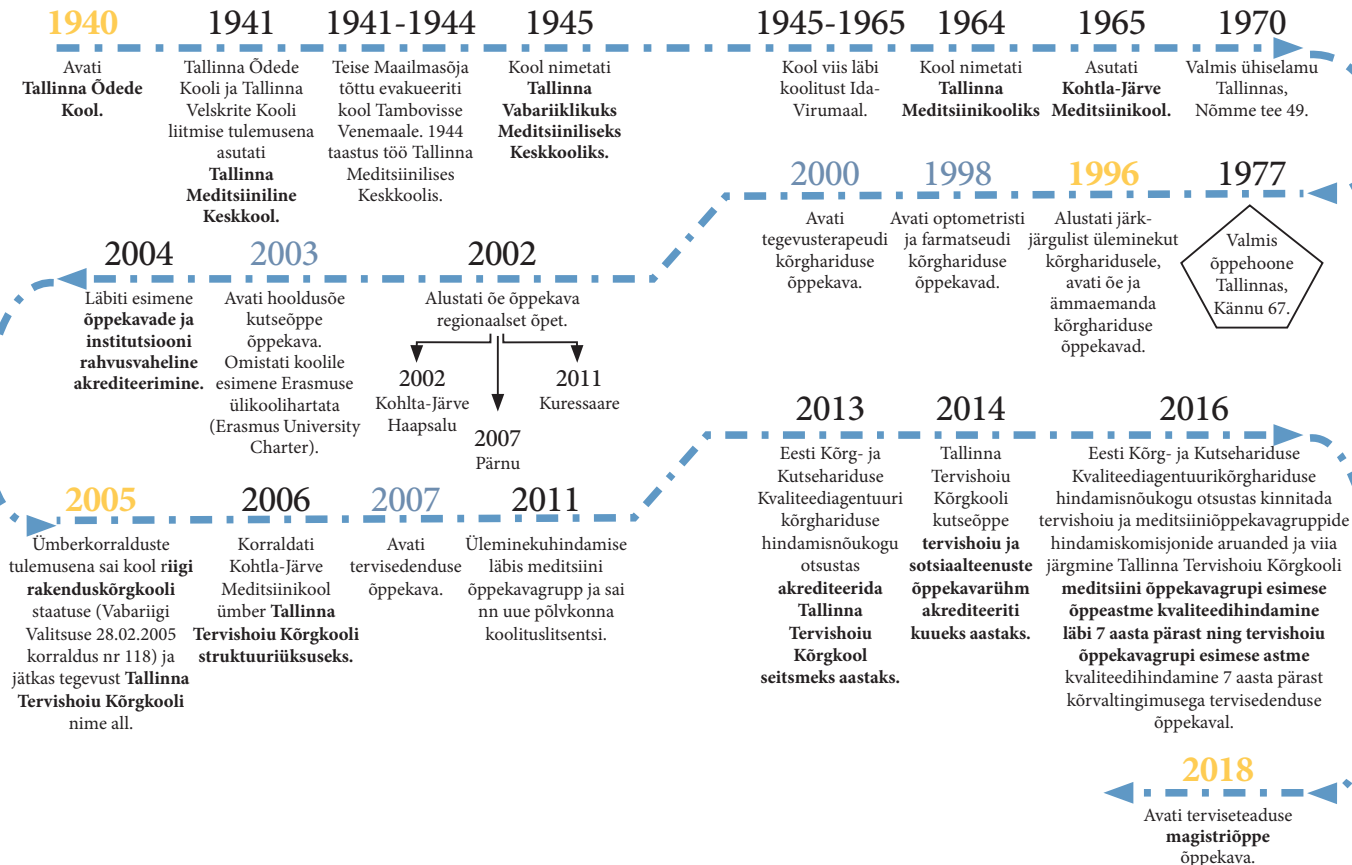 1940
Avati
Tallinna Õdede
Kool.
1941
Tallinna Õdede
Kooli ja Tallinna
Velskrite Kooli
liitmise tulemusena
asutati
Tallinna
Meditsiiniline
Keskkool.
1941-1944
Teise Maailmasõja
tõttu evakueeriti
kool Tambovisse
Venemaale. 1944
taastus töö Tallinna
Meditsiinilises
Keskkoolis.
1945
Kool nimetati
Tallinna
Vabariiklikuks
Meditsiiniliseks
Keskkooliks.
1945-1965
Kool viis läbi
koolitust Ida-
Virumaal.
1964
Kool nimetati
Tallinna
Meditsiinikooliks
1965
Asutati
Kohtla-Järve
Meditsiinikool.
1970
Valmis ühiselamu
Tallinnas,
Nõmme tee 49.
1977
Valmis
õppehoone
Tallinnas,
Kännu 67.
1996
Alustati järk-
järgulist üleminekut
kõrgharidusele,
avati õe ja
ämmaemanda
kõrghariduse
õppekavad.
1998
Avati optometristi
ja farmatseudi
kõrghariduse
õppekavad.
2000
Avati
tegevusterapeudi
kõrghariduse
õppekava.
2002
Alustati õe õppekava
regionaalset õpet.
2002
Kohlta-Järve
Haapsalu
2007
Pärnu
2011
Kuressaare
2003
Avati hooldusõe
kutseõppe
õppekava.
Omistati koolile
esimene Erasmuse
ülikoolihartata
(Erasmus University
Charter).
2004
Läbiti esimene
õppekavade ja
institutsiooni
rahvusvaheline
akrediteerimine.
2005
Ümberkorralduste
tulemusena sai kool riigi
rakenduskõrgkooli
staatuse (Vabariigi
Valitsuse 28.02.2005
korraldus nr 118) ja
jätkas tegevust Tallinna
Tervishoiu Kõrgkooli
nime all.
2006
Korraldati
Kohtla-Järve
Meditsiinikool
ümber Tallinna
Tervishoiu Kõrgkooli
struktuuriüksuseks.
2007
Avati
tervisedenduse
õppekava.
2011
Üleminekuhindamise
läbis meditsiini
õppekavagrupp ja sai
nn uue põlvkonna
koolituslitsentsi.
2013
Eesti Kõrg- ja
Kutsehariduse
Kvaliteediagentuuri
kõrghariduse
hindamisnõukogu
otsustas
akrediteerida
Tallinna
Tervishoiu
Kõrgkool
seitsmeks aastaks.
2014
Tallinna
Tervishoiu
Kõrgkooli
kutseõppe
tervishoiu ja
sotsiaalteenuste
õppekavarühm
akrediteeriti
kuueks aastaks.
2016
Eesti Kõrg- ja Kutsehariduse
Kvaliteediagentuurikõrghariduse
hindamisnõukogu otsustas kinnitada
tervishoiu ja meditsiiniõppekavagruppide
hindamiskomisjonide aruanded ja viia
järgmine Tallinna Tervishoiu Kõrgkooli
meditsiini õppekavagrupi esimese
õppeastme kvaliteedihindamine
läbi 7 aasta pärast ning tervishoiu
õppekavagrupi esimese astme
kvaliteedihindamine 7 aasta pärast
kõrvaltingimusega tervisedenduse
õppekaval.
2018
Avati terviseteaduse
magistriõppe
õppekava.